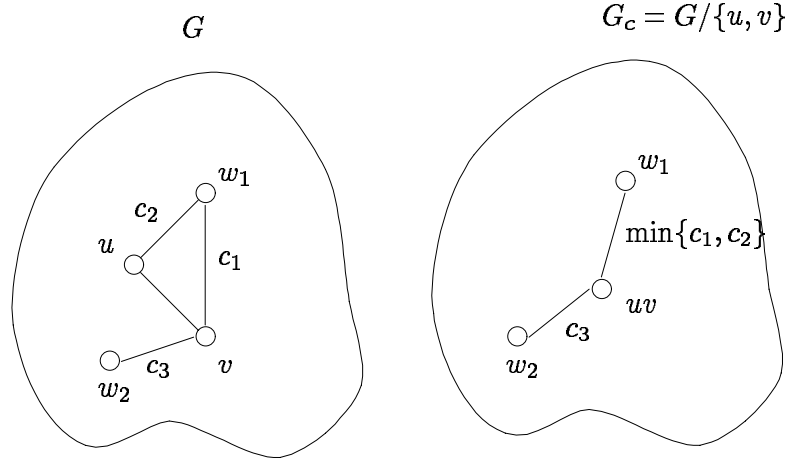 G
G_c = G/{u, v}
w_1
c_2
u
c_1
c_3
v
w_2
w_1
min{c_1, c_2}
uv
c_3
w_2